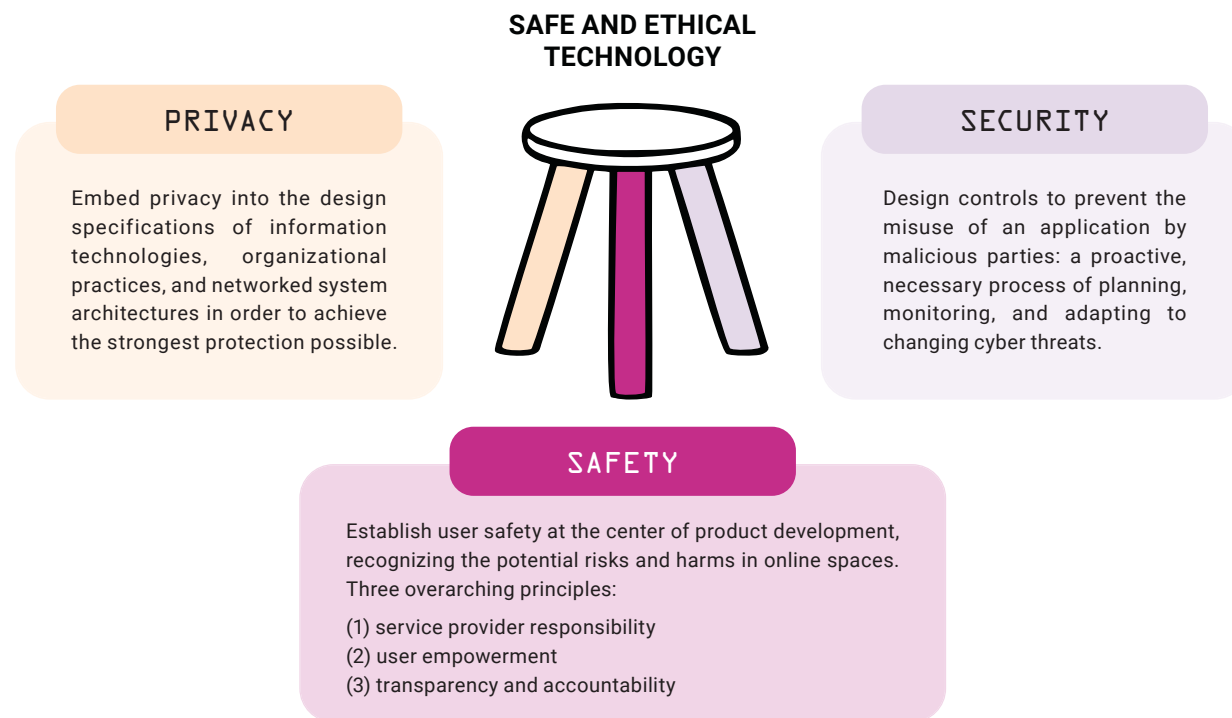 SAFE AND ETHICAL
TECHNOLOGY
PRIVACY
Embed privacy into the design
specifications of information
technologies, organizational
practices, and networked system
architectures in order to achieve
the strongest protection possible.
SECURITY
Design controls to prevent the
misuse of an application by
malicious parties: a proactive,
necessary process of planning,
monitoring, and adapting to
changing cyber threats.
SAFETY
Establish user safety at the center of product development,
recognizing the potential risks and harms in online spaces.
Three overarching principles:
(1) service provider responsibility
(2) user empowerment
(3) transparency and accountability